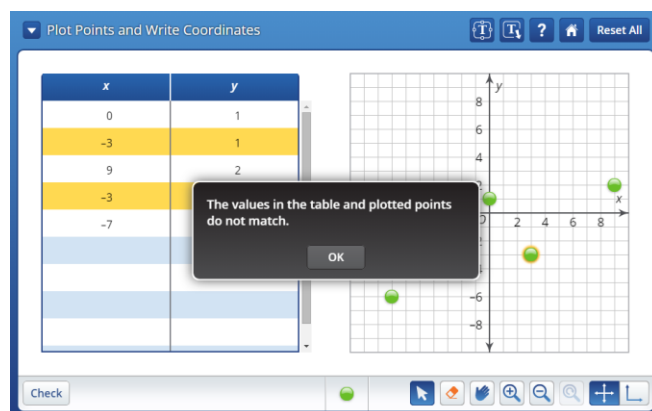 Plot Points and Write Coordinates
T T ? Reset All
x y
0 1
−3 1
9 2
−3
−7
The values in the table and plotted points
do not match.
OK
y
8
6
4
x
2 4 6 8
−6
−8
Check